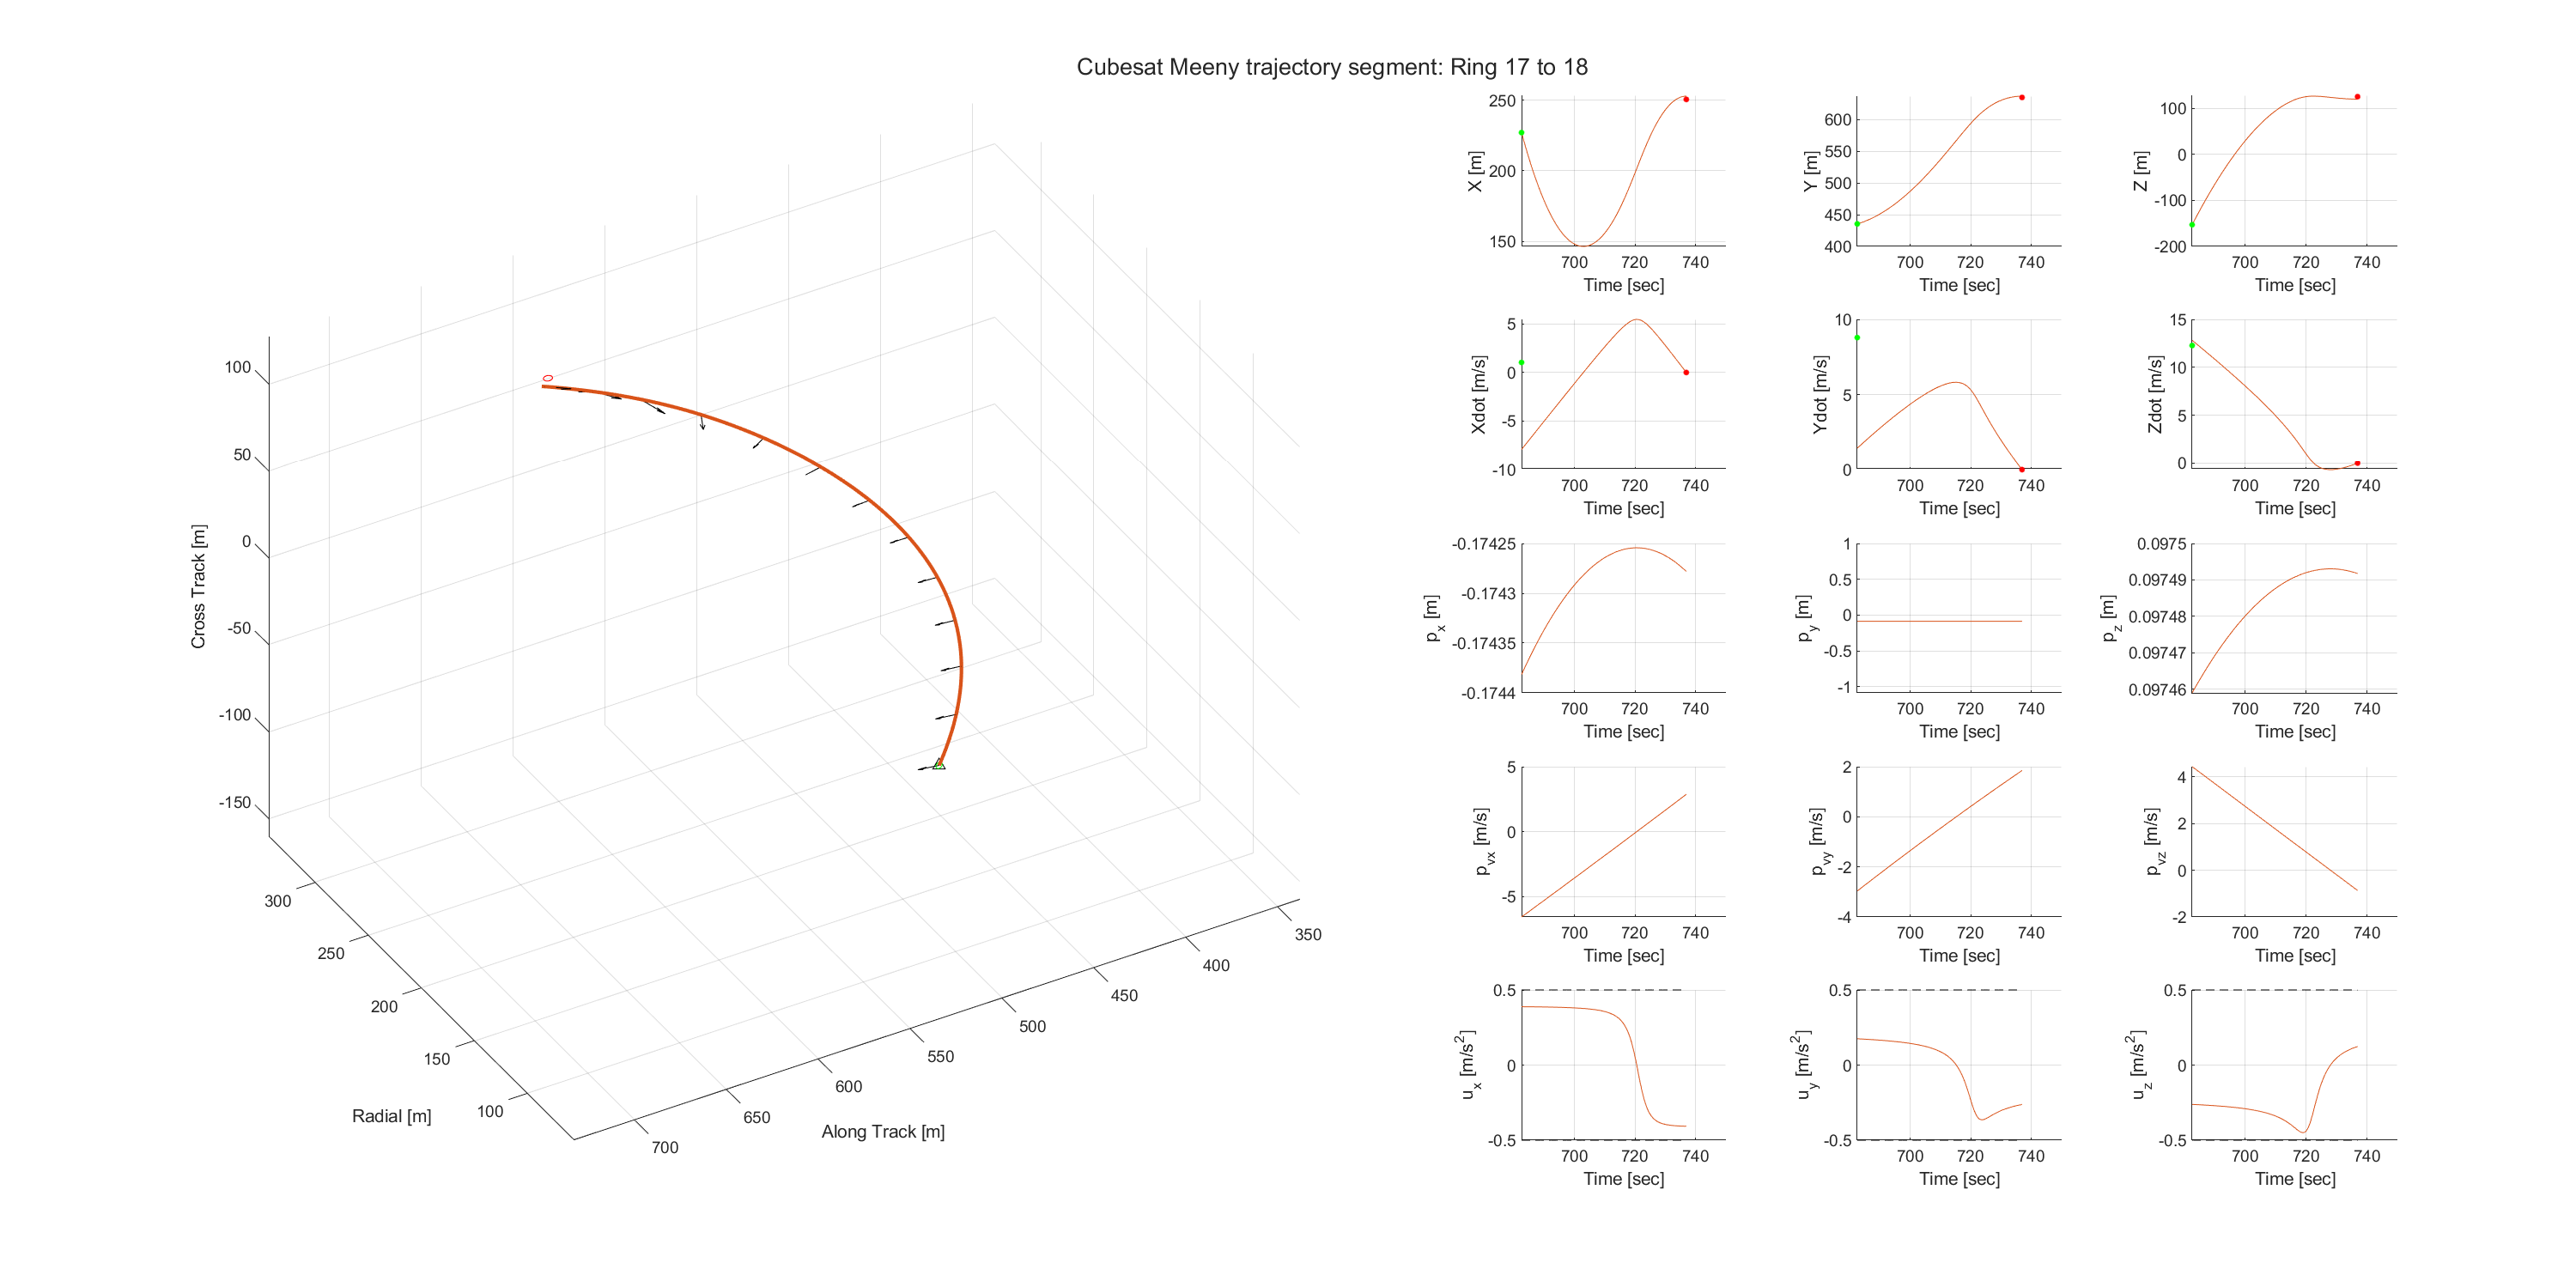 Cubesat Meeny trajectory segment: Ring 17 to 18
100
50
0
-50
-100
-150
Cross Track [m]
300
250
200
150
100
Radial [m]
350
400
450
500
550
600
650
700
Along Track [m]
250
200
150
X [m]
700 720 740
Time [sec]
600
550
500
450
400
Y [m]
700 720 740
Time [sec]
100
0
-100
-200
Z [m]
700 720 740
Time [sec]
5
0
-5
-10
Xdot [m/s]
700 720 740
Time [sec]
10
5
0
Ydot [m/s]
700 720 740
Time [sec]
15
10
5
0
Zdot [m/s]
700 720 740
Time [sec]
-0.17425
-0.1743
-0.17435
-0.1744
p_x [m]
700 720 740
Time [sec]
1
0.5
0
-0.5
-1
p_y [m]
700 720 740
Time [sec]
0.0975
0.09749
0.09748
0.09747
0.09746
p_z [m]
700 720 740
Time [sec]
5
0
-5
p_vx [m/s]
700 720 740
Time [sec]
2
0
-2
-4
p_vy [m/s]
700 720 740
Time [sec]
4
2
0
-2
p_vz [m/s]
700 720 740
Time [sec]
0.5
0
-0.5
u_x [m/s²]
700 720 740
Time [sec]
0.5
0
-0.5
u_y [m/s²]
700 720 740
Time [sec]
0.5
0
-0.5
u_z [m/s²]
700 720 740
Time [sec]